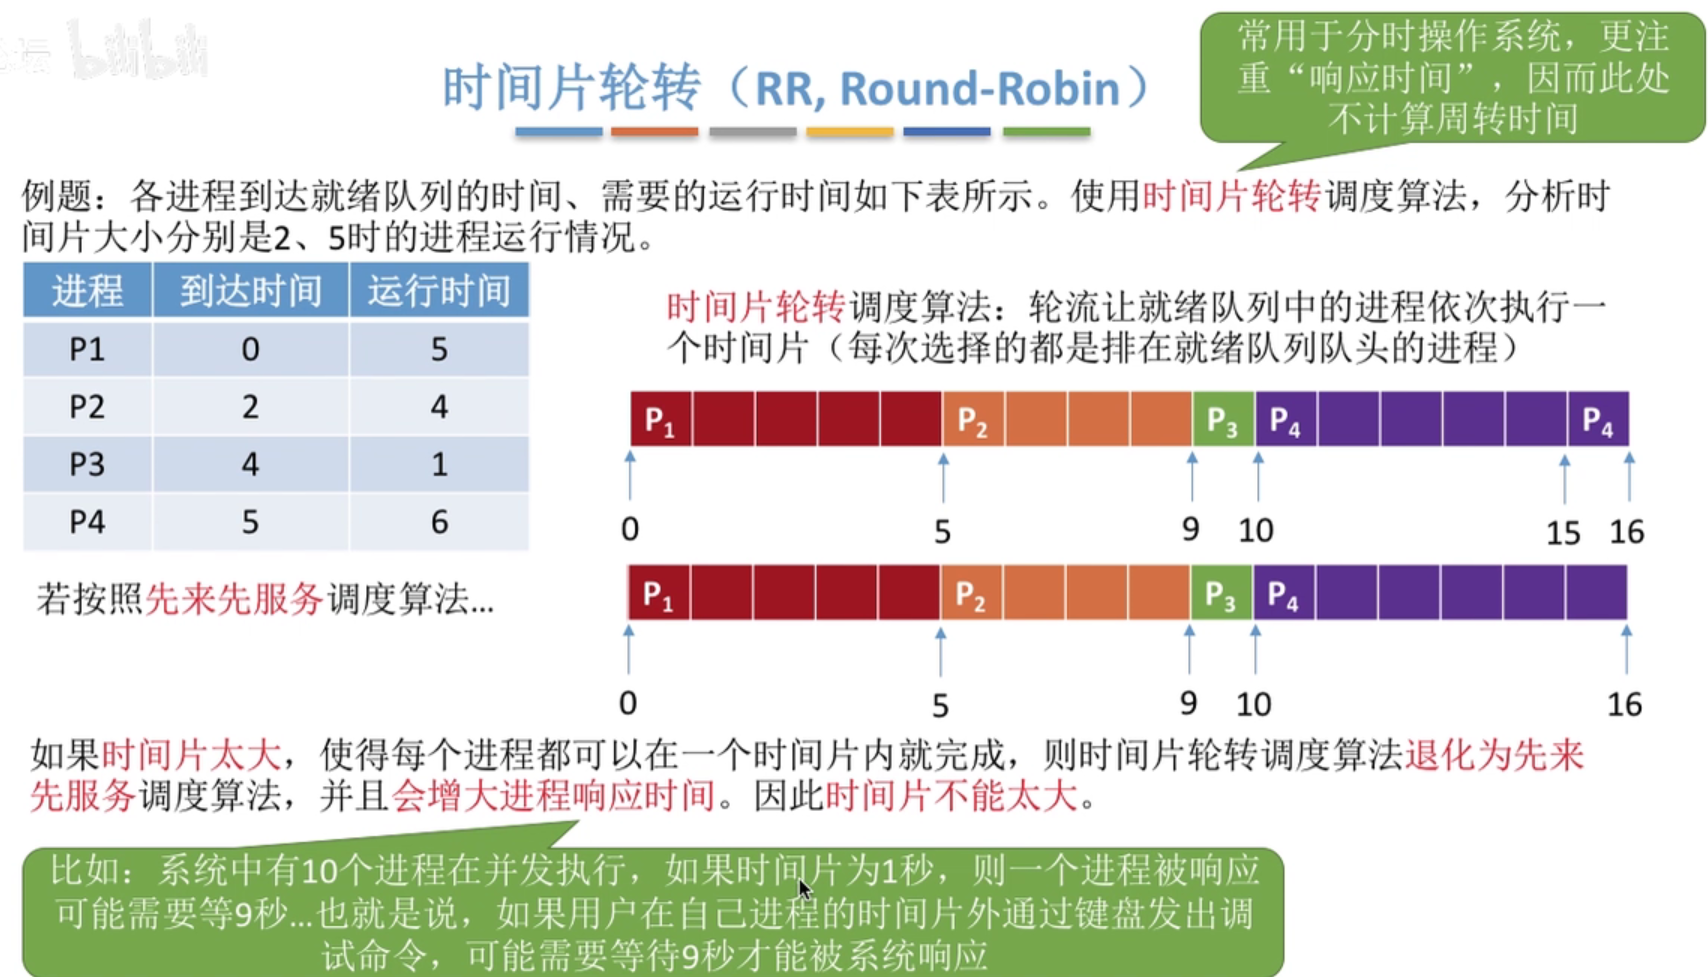 坛 bilibili
常用于分时操作系统，更注
重“响应时间”，因而此处
不计算周转时间
时间片轮转（RR, Round-Robin）
例题：各进程到达就绪队列的时间、需要的运行时间如下表所示。使用时间片轮转调度算法，分析时
间片大小分别是2、5时的进程运行情况。
进程 到达时间 运行时间
P1 0 5
P2 2 4
P3 4 1
P4 5 6
时间片轮转调度算法：轮流让就绪队列中的进程依次执行一
个时间片（每次选择的都是排在就绪队列队头的进程）
P1 P2 P3 P4 P4
0 5 9 10 15 16
若按照先来先服务调度算法...
P1 P2 P3 P4
0 5 9 10 16
如果时间片太大，使得每个进程都可以在一个时间片内就完成，则时间片轮转调度算法退化为先来
先服务调度算法，并且会增大进程响应时间。因此时间片不能太大。
比如：系统中有10个进程在并发执行，如果时间片为1秒，则一个进程被响应
可能需要等9秒...也就是说，如果用户在自己进程的时间片外通过键盘发出调
试命令，可能需要等待9秒才能被系统响应